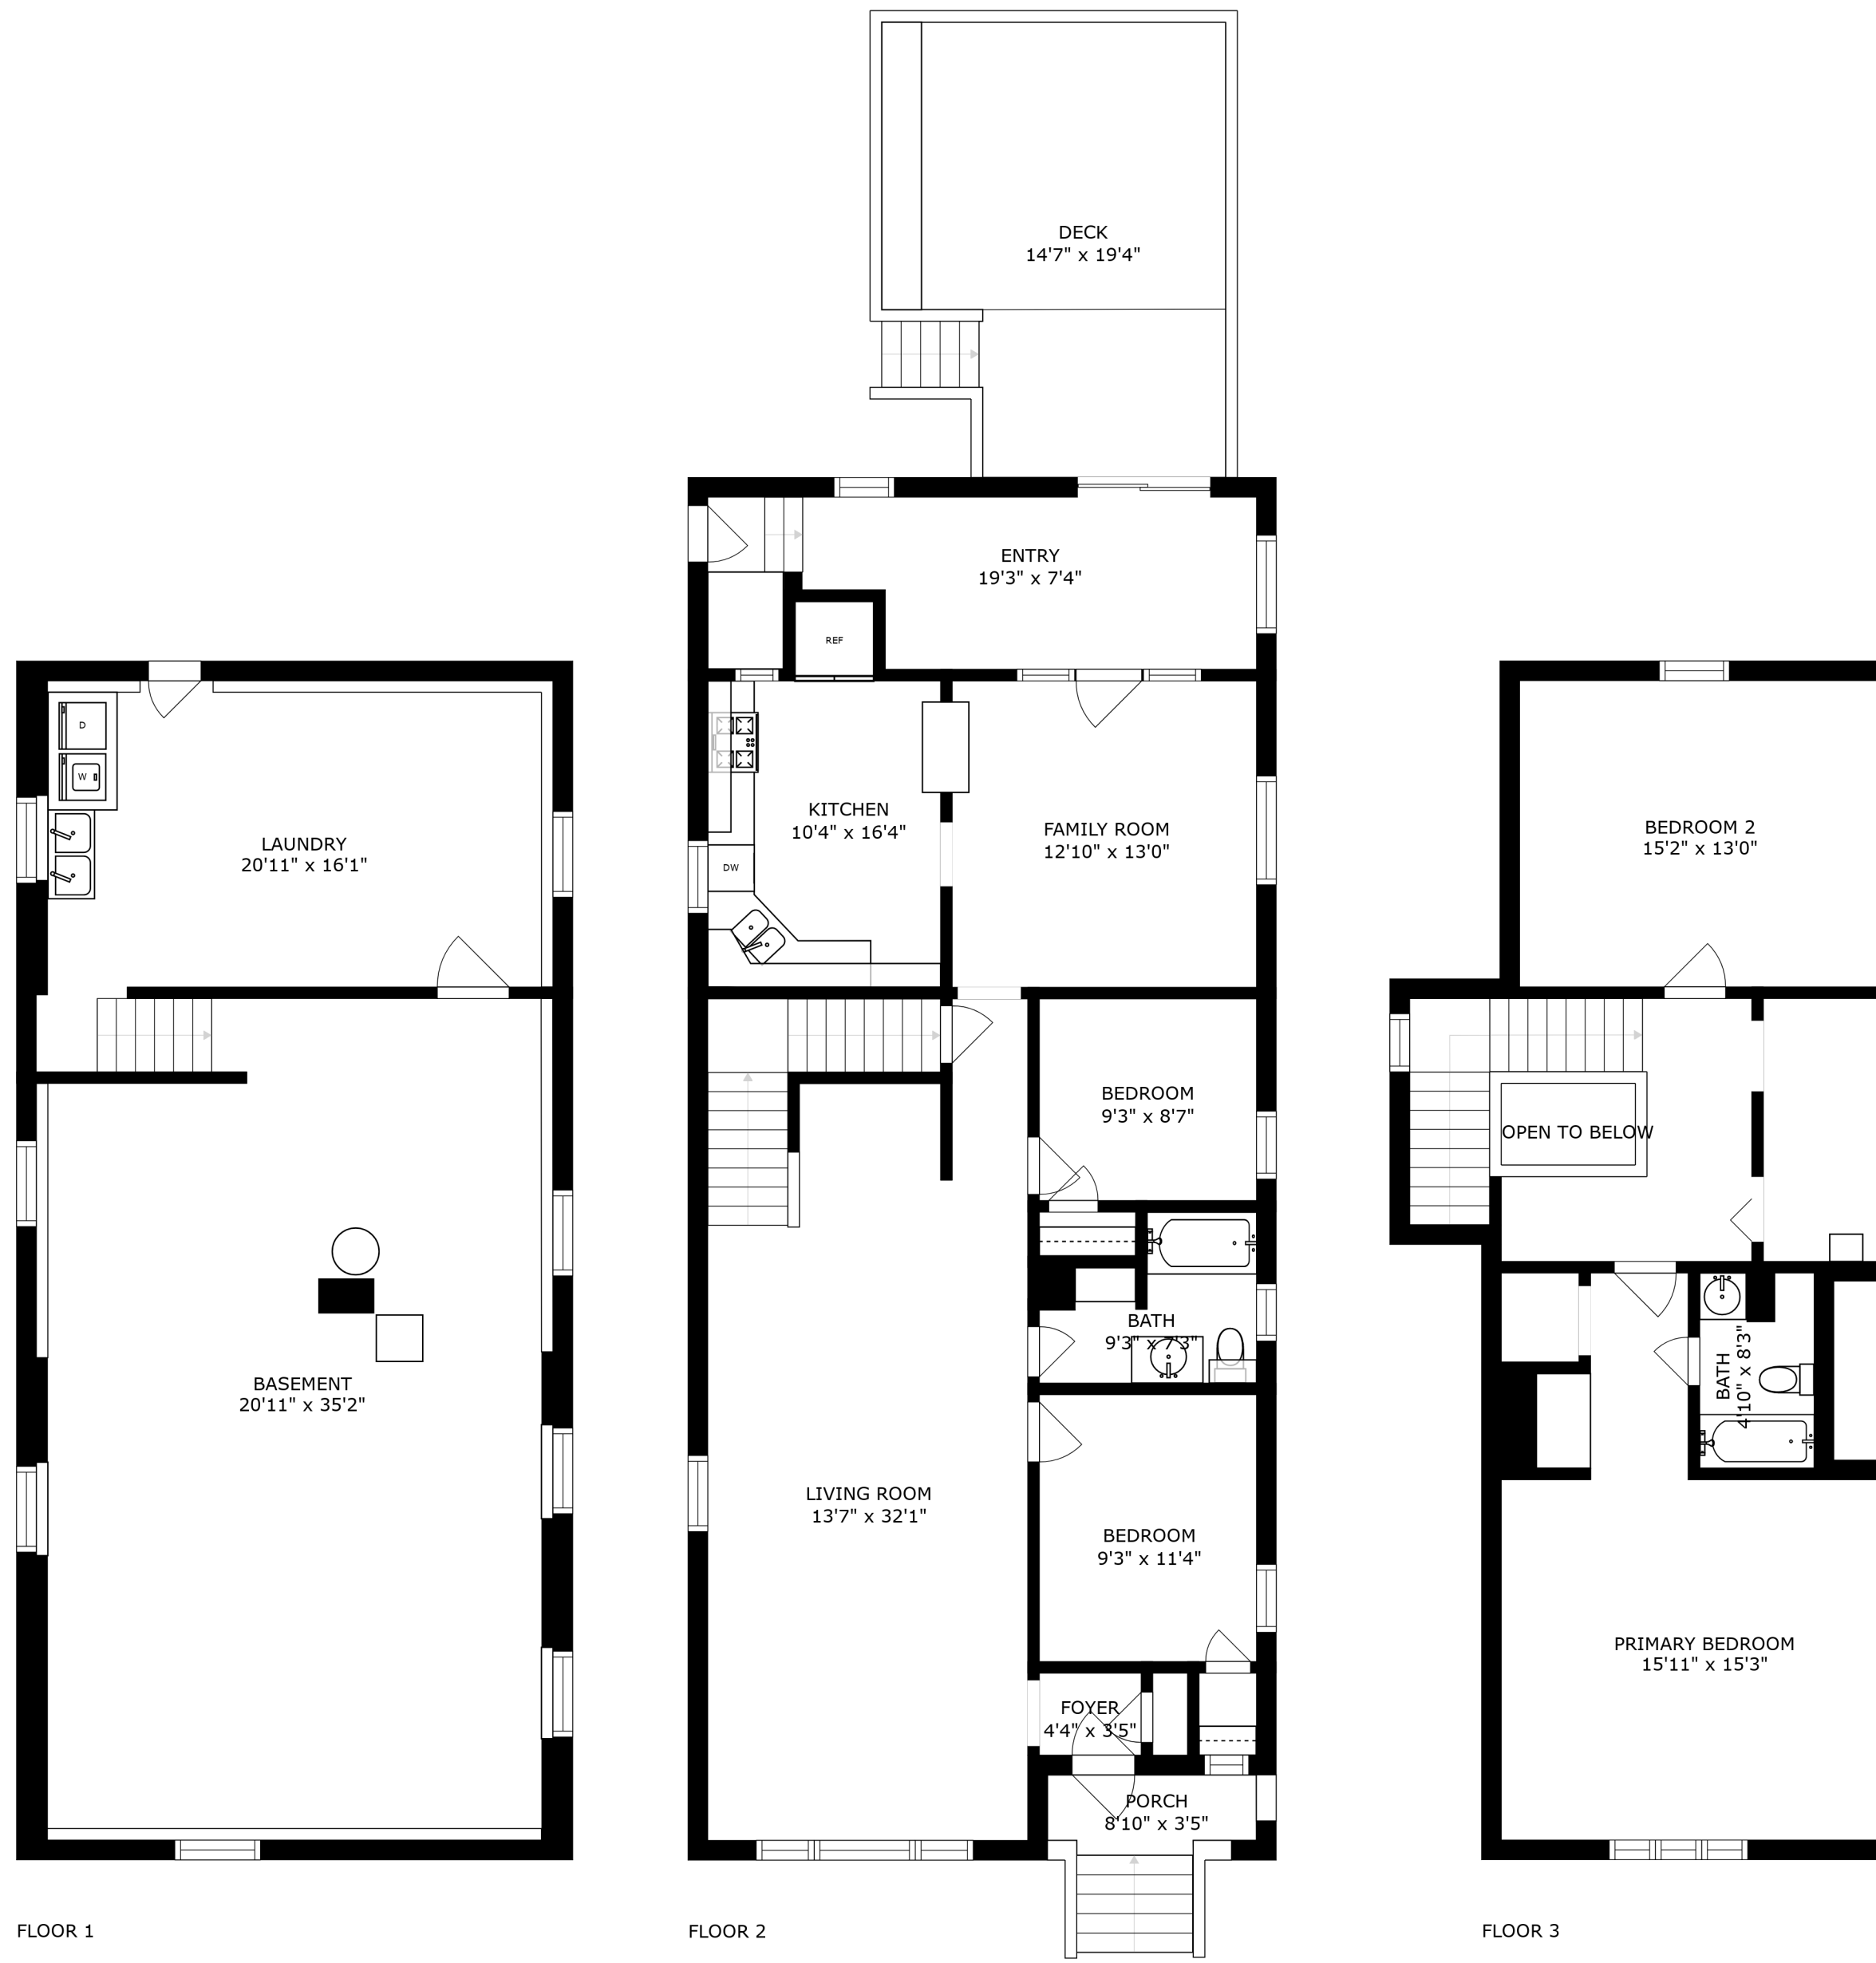 D
W
LAUNDRY
20'11" x 16'1"
BASEMENT
20'11" x 35'2"
FLOOR 1
DECK
14'7" x 19'4"
ENTRY
19'3" x 7'4"
REF
KITCHEN
10'4" x 16'4"
DW
FAMILY ROOM
12'10" x 13'0"
BEDROOM
9'3" x 8'7"
BATH
9'3" x 7'3"
LIVING ROOM
13'7" x 32'1"
BEDROOM
9'3" x 11'4"
FOYER
4'4" x 3'5"
PORCH
8'10" x 3'5"
FLOOR 2
BEDROOM 2
15'2" x 13'0"
OPEN TO BELOW
BATH
4'10" x 8'3"
PRIMARY BEDROOM
15'11" x 15'3"
FLOOR 3